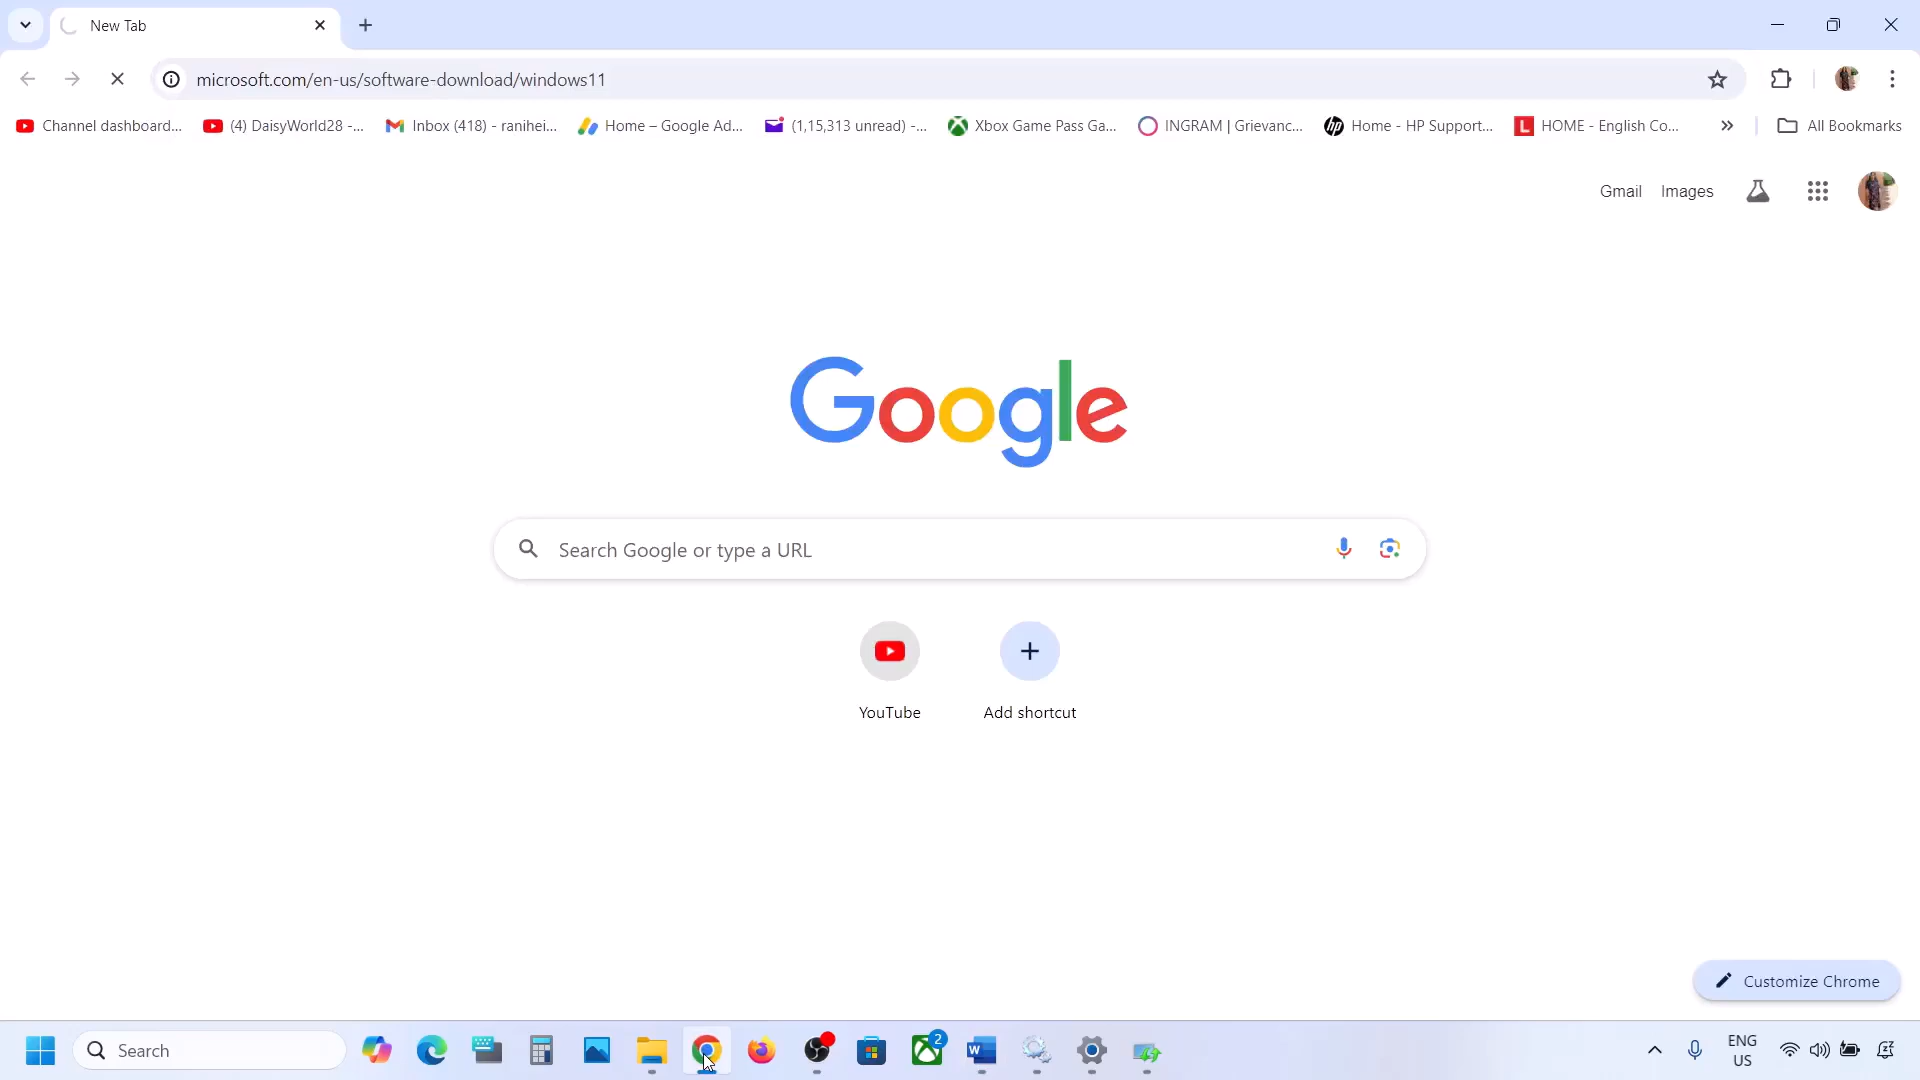 New Tab
microsoft.com/en-us/software-download/windows11
Channel dashboard... (4) DaisyWorld28 -... Inbox (418) - ranihei... Home – Google Ad... (1,15,313 unread) -... Xbox Game Pass Ga... INGRAM | Grievanc... hp Home - HP Support... L HOME - English Co... All Bookmarks
Gmail Images
Google
Search Google or type a URL
YouTube Add shortcut
Customize Chrome
Search 2 W ENG
US